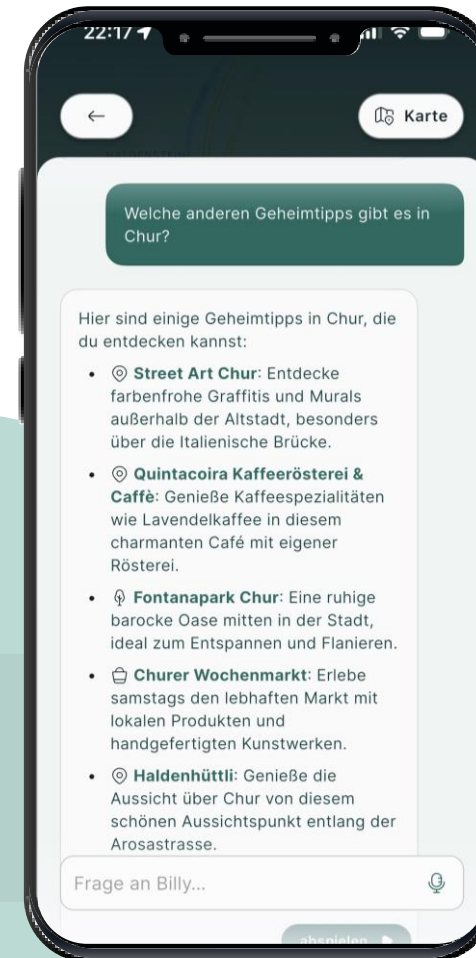 22:17
Karte
Welche anderen Geheimtipps gibt es in
Chur?
Hier sind einige Geheimtipps in Chur, die
du entdecken kannst:
• Street Art Chur: Entdecke
farbenfrohe Graffitis und Murals
außerhalb der Altstadt, besonders
über die Italienische Brücke.
• Quintacoira Kaffeerösterei &
Caffè: Genieße Kaffeespezialitäten
wie Lavendelkaffee in diesem
charmanten Café mit eigener
Rösterei.
• Fontanapark Chur: Eine ruhige
barocke Oase mitten in der Stadt,
ideal zum Entspannen und Flanieren.
• Churer Wochenmarkt: Erlebe
samstags den lebhaften Markt mit
lokalen Produkten und
handgefertigten Kunstwerken.
• Haldenhüttli: Genieße die
Aussicht über Chur von diesem
schönen Aussichtspunkt entlang der
Arosastrasse.
Frage an Billy...
abspielen